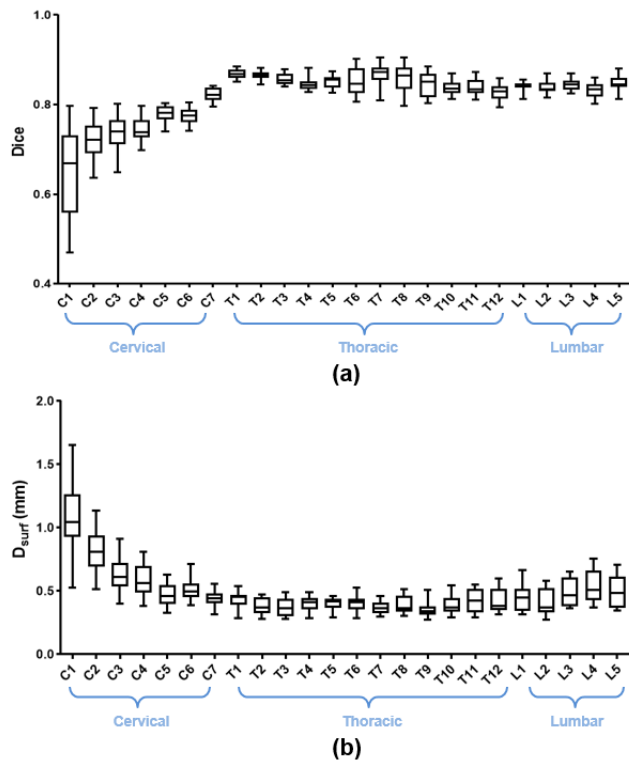 1.0
0.8
0.6
0.4
Dice
C1 C2 C3 C4 C5 C6 C7 T1 T2 T3 T4 T5 T6 T7 T8 T9 T10 T11 T12 L1 L2 L3 L4 L5
Cervical Thoracic Lumbar
(a)
2.0
1.5
1.0
0.5
0.0
Dsurf (mm)
C1 C2 C3 C4 C5 C6 C7 T1 T2 T3 T4 T5 T6 T7 T8 T9 T10 T11 T12 L1 L2 L3 L4 L5
Cervical Thoracic Lumbar
(b)